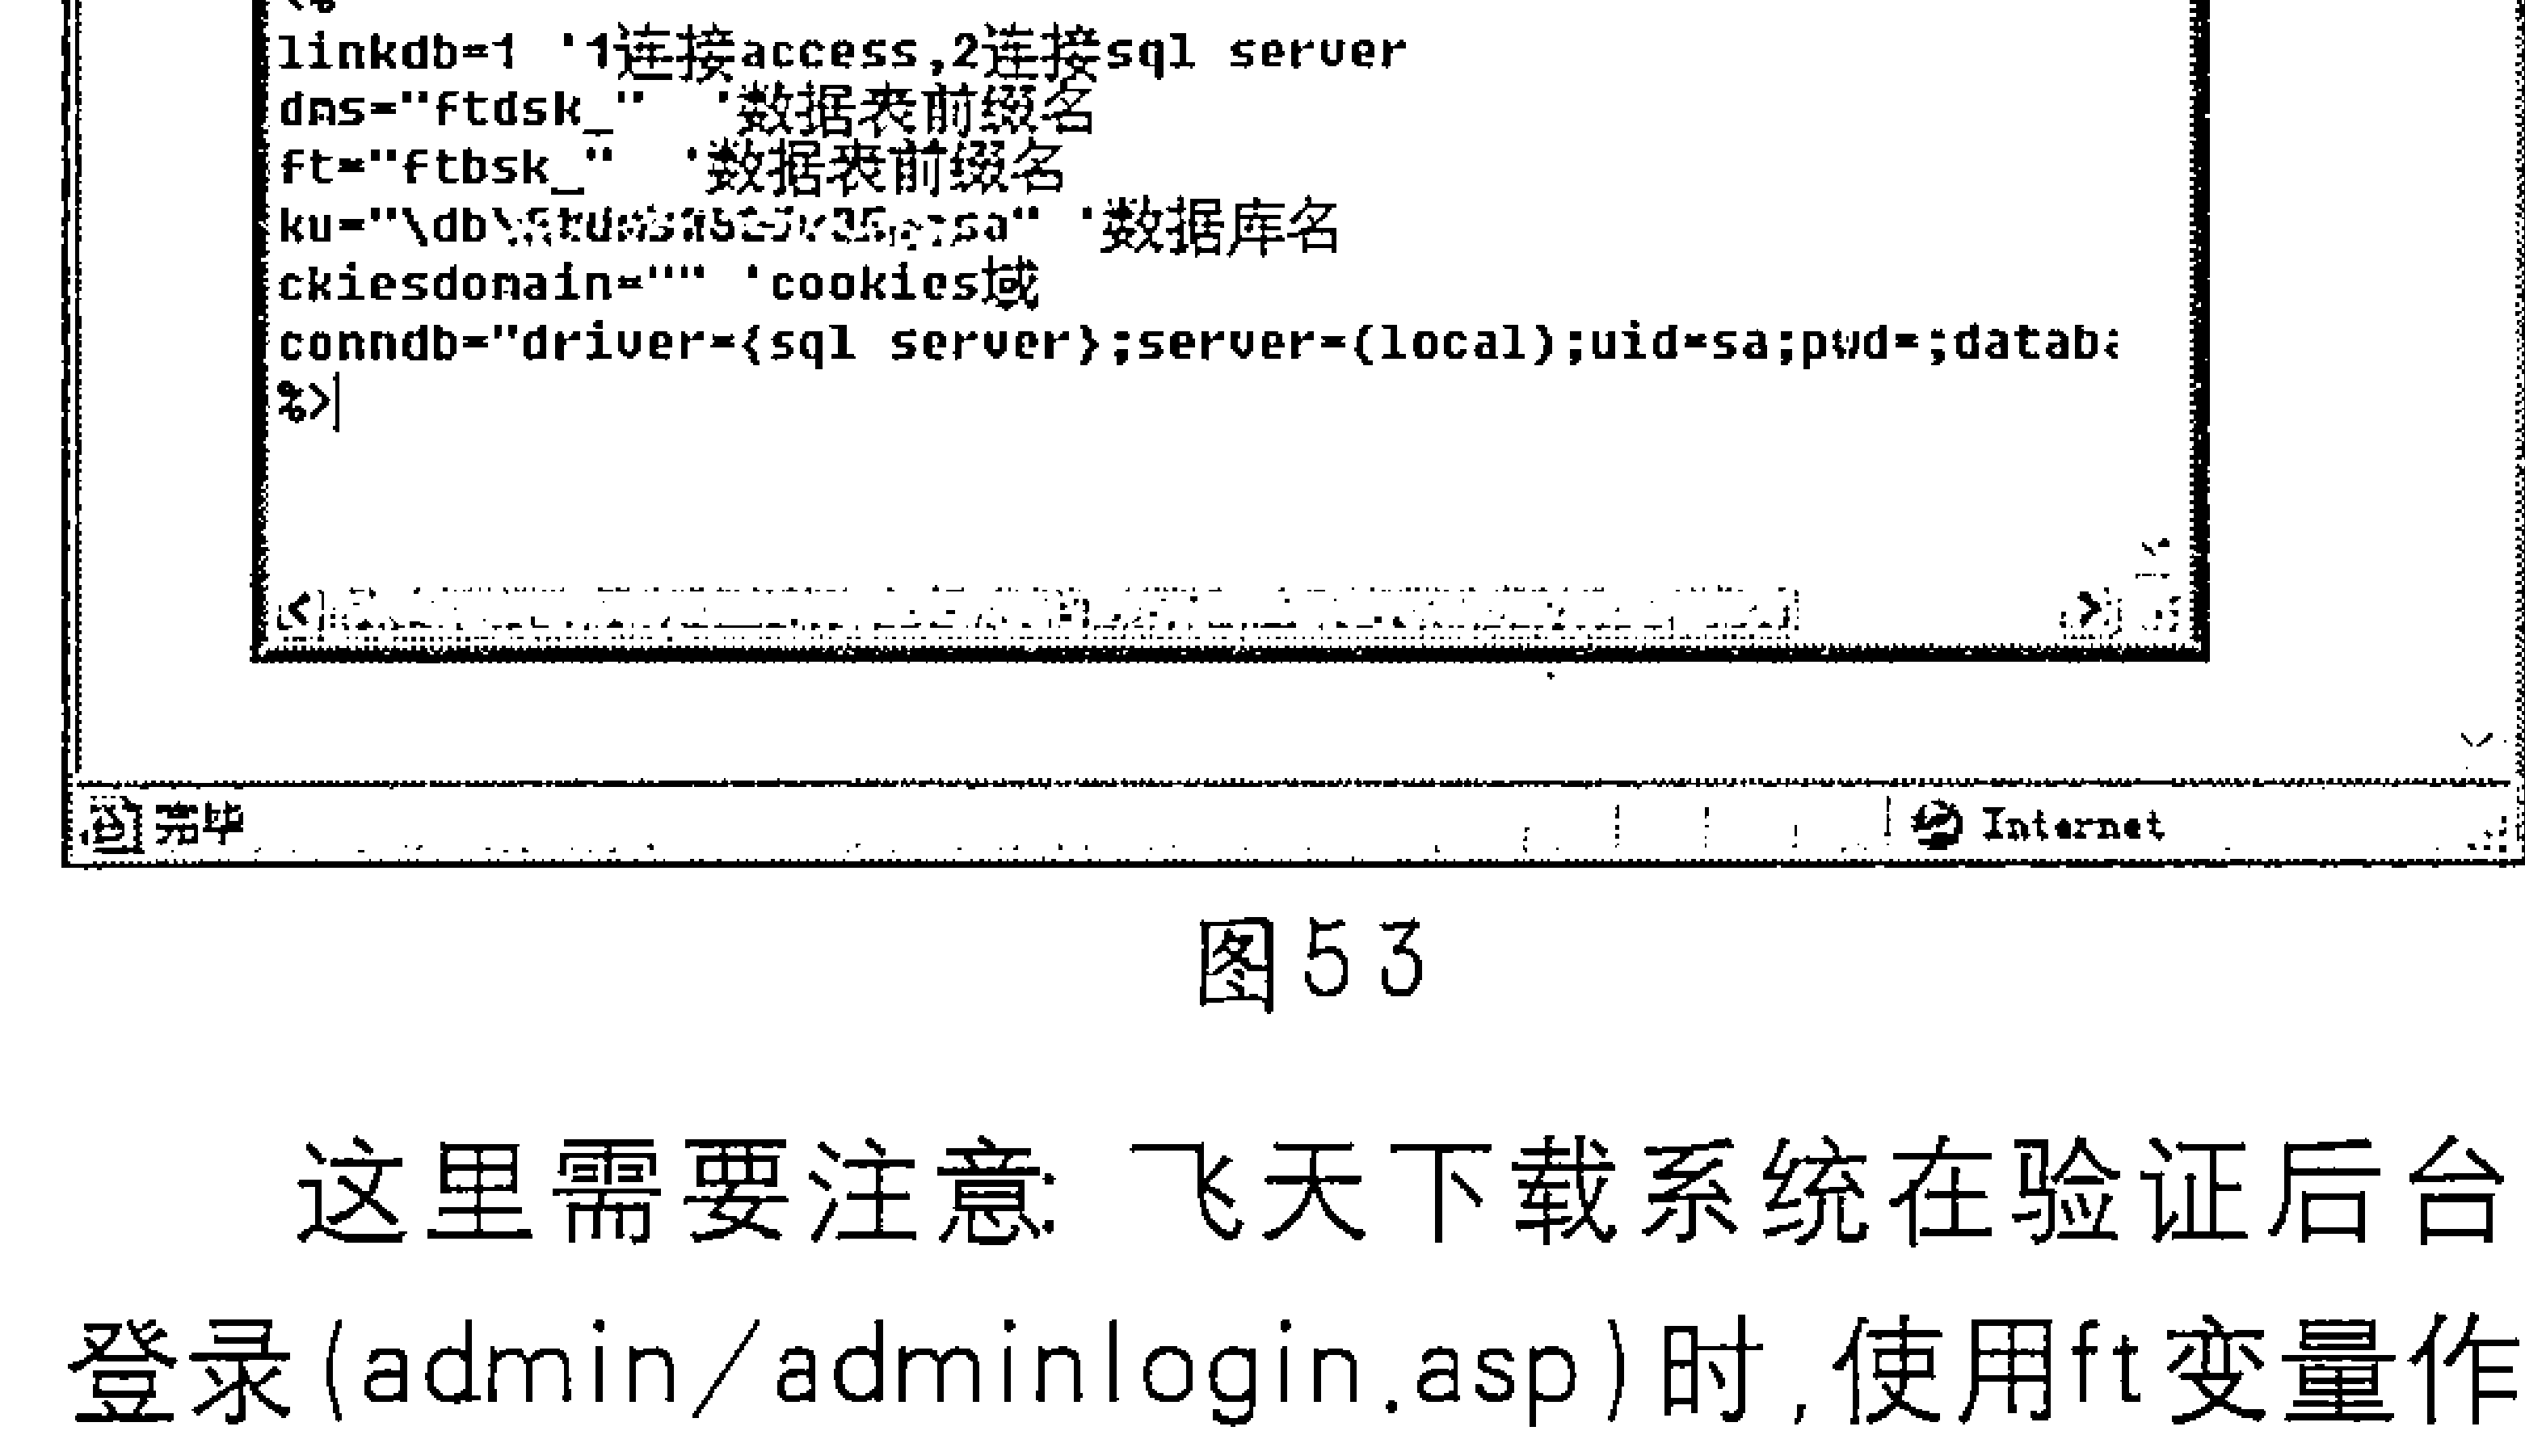 linkdb=1 '1连接access,2连接sql server
dms="ftdsk_" '数据表前缀名
ft="ftbsk_" '数据表前缀名
ku="\db\ '数据库名
ckiesdomain="" 'cookies域
conndb="driver={sql server};server=(local);uid=sa;pwd=;databa
%>
完毕
Internet
图53
这里需要注意: 飞天下载系统在验证后台
登录(admin/adminlogin.asp)时,使用ft变量作